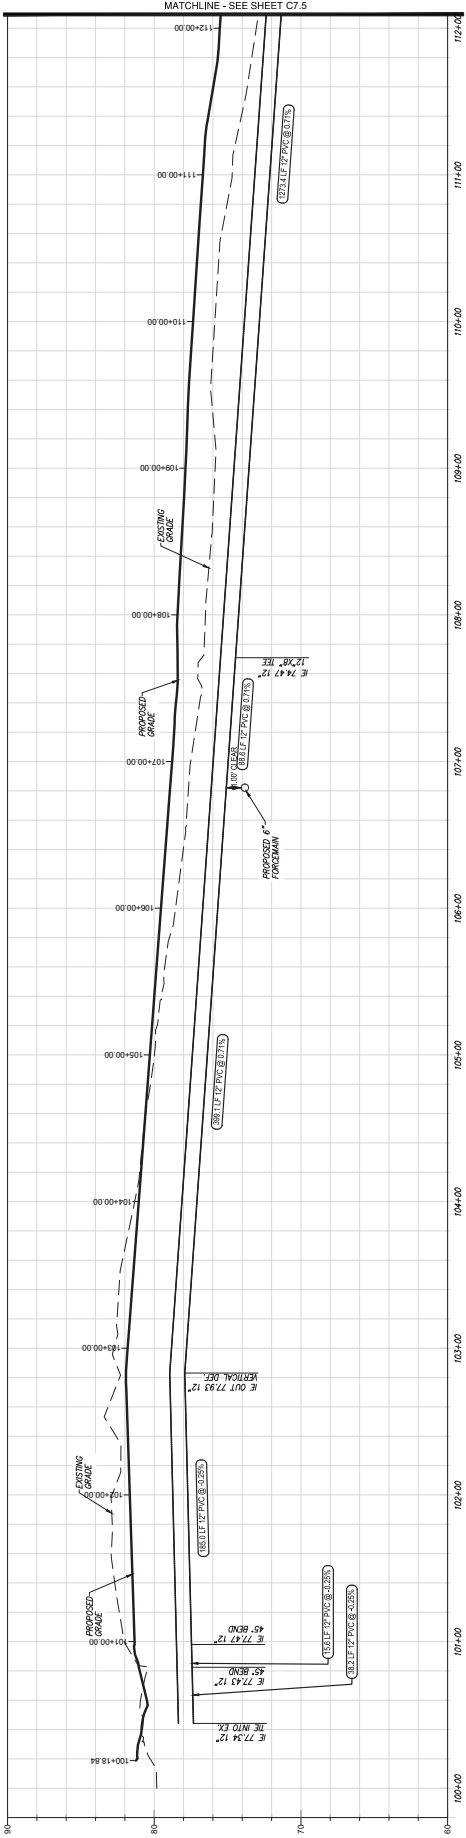 MATCHLINE - SEE SHEET C7.5
90
80
70
60
100+00
101+00
102+00
103+00
104+00
105+00
106+00
107+00
108+00
109+00
110+00
111+00
112+00
100+18.84
101+00.00
102+00.00
103+00.00
104+00.00
105+00.00
106+00.00
107+00.00
108+00.00
109+00.00
110+00.00
111+00.00
112+00.00
PROPOSED
GRADE
EXISTING
GRADE
PROPOSED
GRADE
EXISTING
GRADE
TIE INTO EX.
IE 77.34 12"
45° BEND
IE 77.43 12"
45° BEND
IE 77.47 12"
36.2 LF 12" PVC @ -0.25%
15.6 LF 12" PVC @ -0.25%
185.0 LF 12" PVC @ -0.25%
VERTICAL DEF.
IE OUT 77.93 12"
399.1 LF 12" PVC @ 0.71%
PROPOSED 6"
FORCEMAIN
1.00' CLEAR
88.6 LF 12" PVC @ 0.71%
12"X8" TEE
IE 74.47 12"
1273.4 LF 12" PVC @ 0.71%